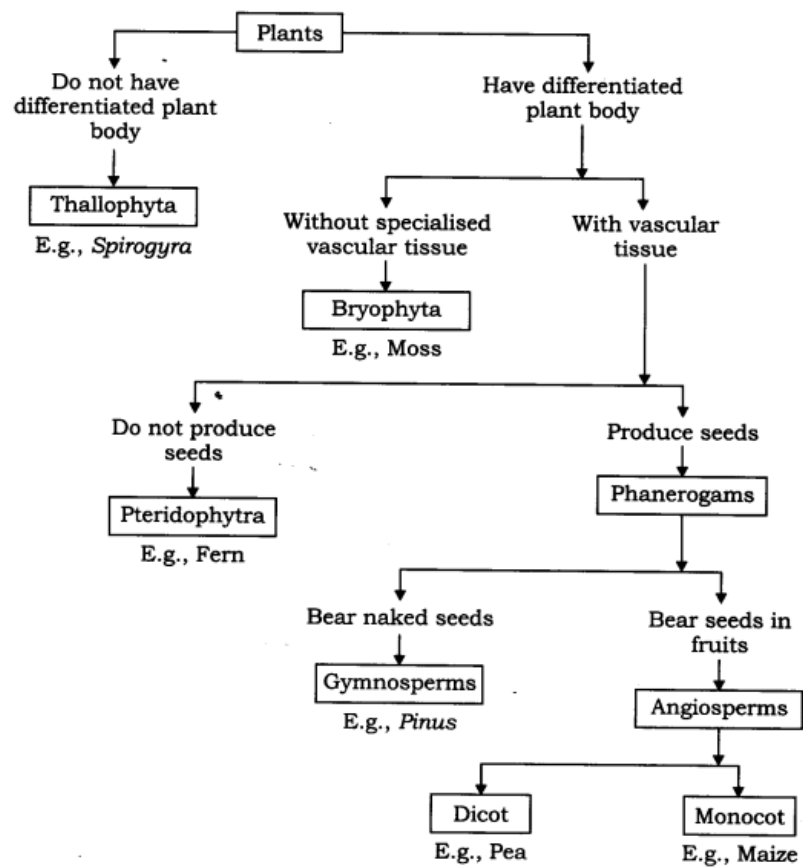 Plants
Do not have
differentiated plant
body
Have differentiated
plant body
Thallophyta
E.g., Spirogyra
Without specialised
vascular tissue
With vascular
tissue
Bryophyta
E.g., Moss
Do not produce
seeds
Produce seeds
Pteridophytra
E.g., Fern
Phanerogams
Bear naked seeds
Bear seeds in
fruits
Gymnosperms
E.g., Pinus
Angiosperms
Dicot
E.g., Pea
Monocot
E.g., Maize